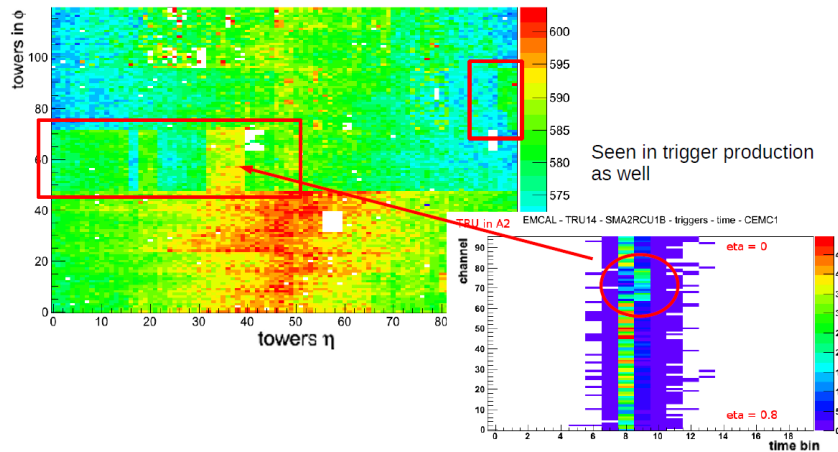 towers in ϕ
120
100
80
60
40
20
0
0 10 20 30 40 50 60 70 80
towers η
600
595
590
585
580
575
Seen in trigger production
as well
TRU in A2
EMCAL - TRU14 - SMA2RCU1B - triggers - time - CEMC1
channel
90
80
70
60
50
40
30
20
10
0
eta = 0
eta = 0.8
0 2 4 6 8 10 12 14 16 18
time bin